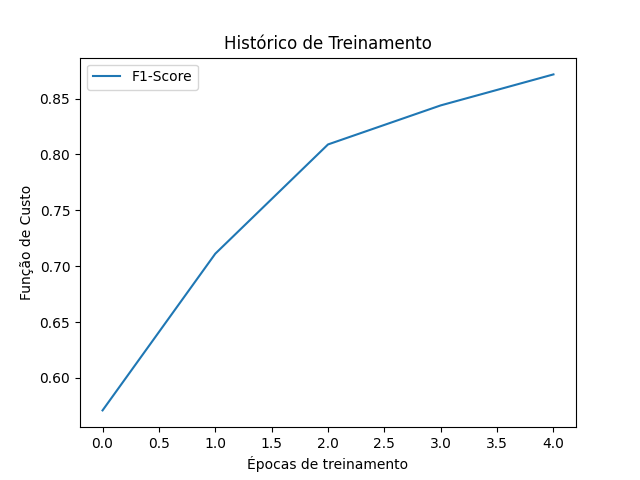 Histórico de Treinamento
F1-Score
0.85
0.80
0.75
0.70
0.65
0.60
Função de Custo
0.0 0.5 1.0 1.5 2.0 2.5 3.0 3.5 4.0
Épocas de treinamento